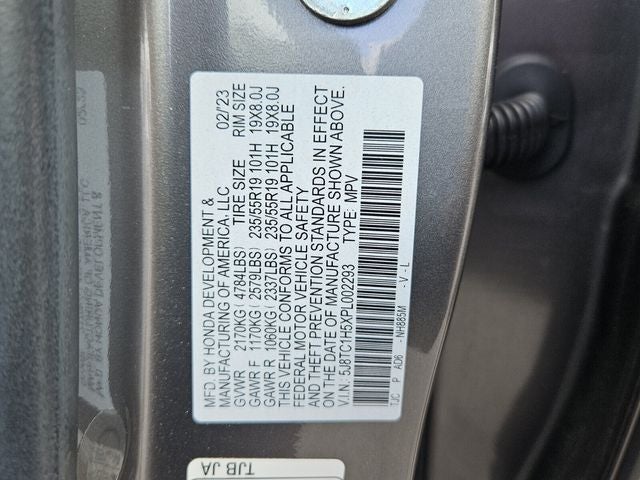 MFD. BY HONDA DEVELOPMENT &
MANUFACTURING OF AMERICA, LLC 02/'23
GVWR 2170KG ( 4784LBS) TIRE SIZE RIM SIZE
GAWR F 1170KG ( 2579LBS) 235/55R19 101H 19X8.0J
GAWR R 1060KG ( 2337LBS) 235/55R19 101H 19X8.0J
THIS VEHICLE CONFORMS TO ALL APPLICABLE
FEDERAL MOTOR VEHICLE SAFETY
AND THEFT PREVENTION STANDARDS IN EFFECT
ON THE DATE OF MANUFACTURE SHOWN ABOVE.
V.I.N.: 5J8TC1H5XPL002293 TYPE: MPV
TJC P AD6 - NH885M - V - L
TJB JA